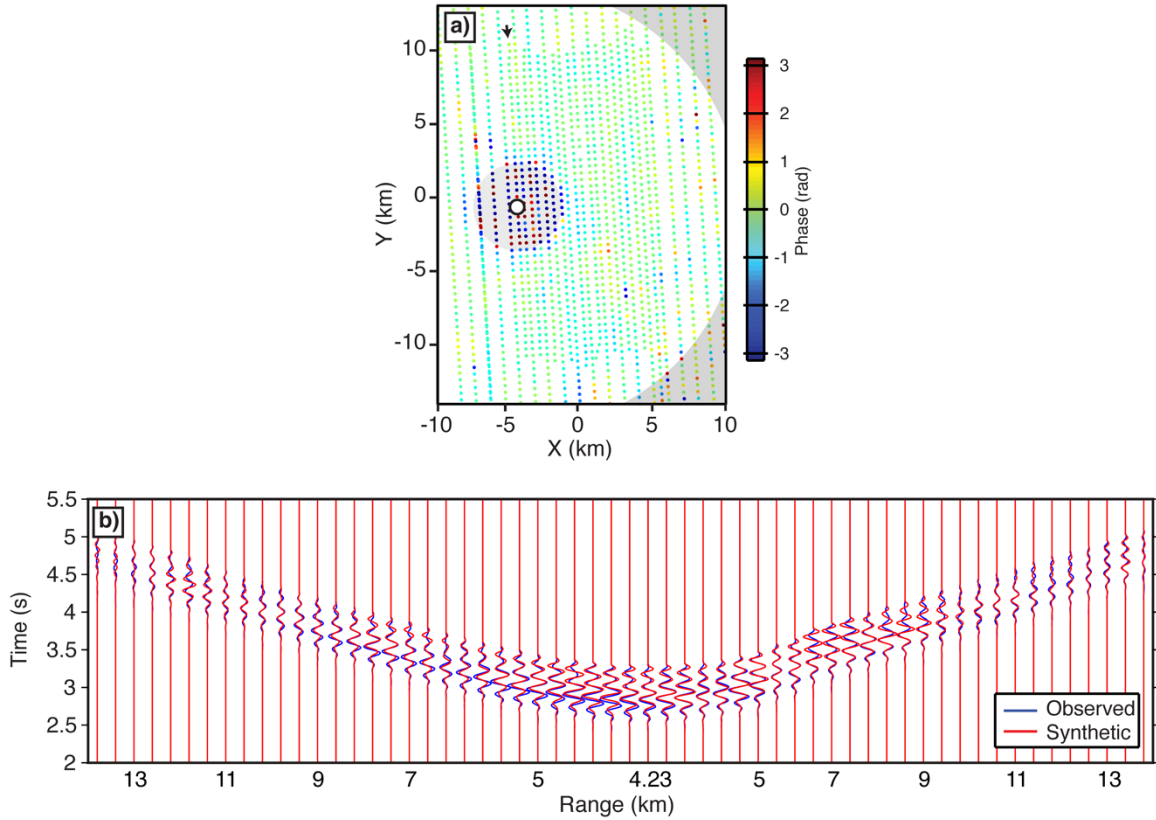 a)
10
5
0
-5
-10
Y (km)
-10 -5 0 5 10
X (km)
3
2
1
0
-1
-2
-3
Phase (rad)
b)
5.5
5
4.5
4
3.5
3
2.5
2
Time (s)
Observed
Synthetic
13 11 9 7 5 4.23 5 7 9 11 13
Range (km)